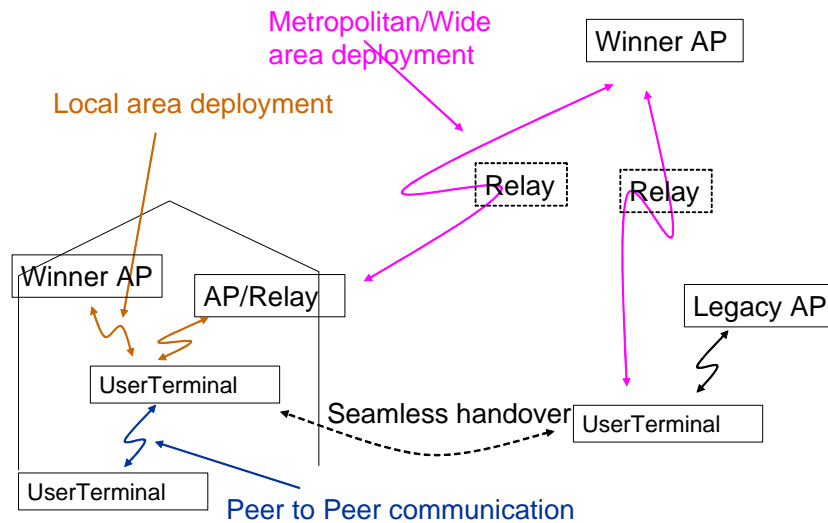 Metropolitan/Wide
area deployment
Winner AP
Local area deployment
Relay
Relay
Winner AP
AP/Relay
Legacy AP
UserTerminal
Seamless handover
UserTerminal
UserTerminal
Peer to Peer communication